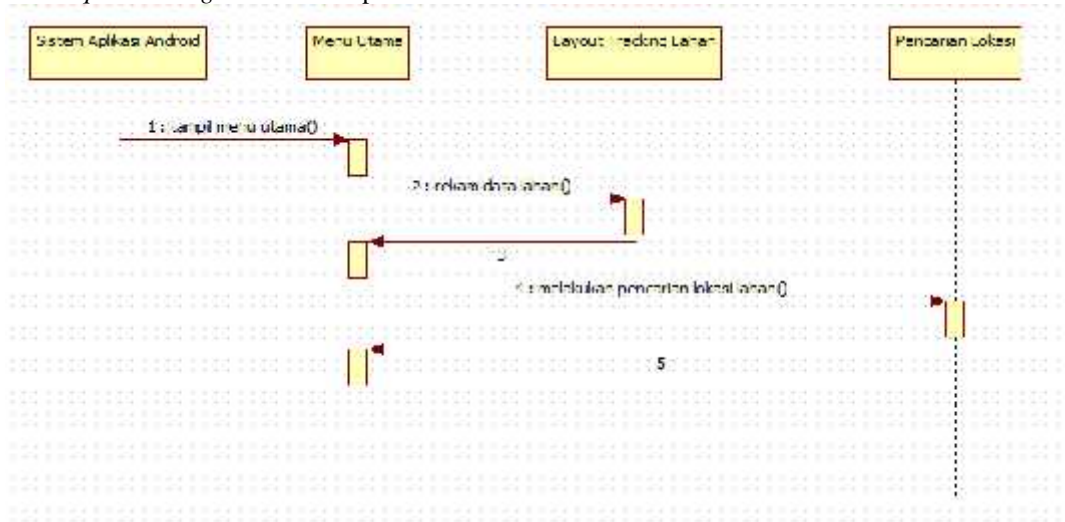 Sistem Aplikasi Android
Menu Utama
Layout Tracking Lahan
Pencarian Lokasi
1 : tampil menu utama()
2 : rekam data lahan()
3
4 : melakukan pencarian lokasi lahan()
5